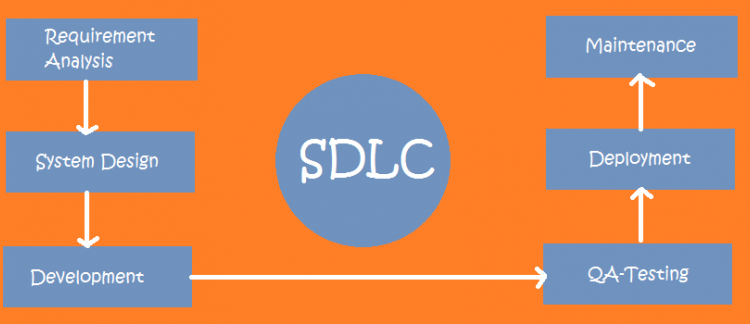 Requirement
Analysis
System Design
Development
SDLC
QA-Testing
Deployment
Maintenance